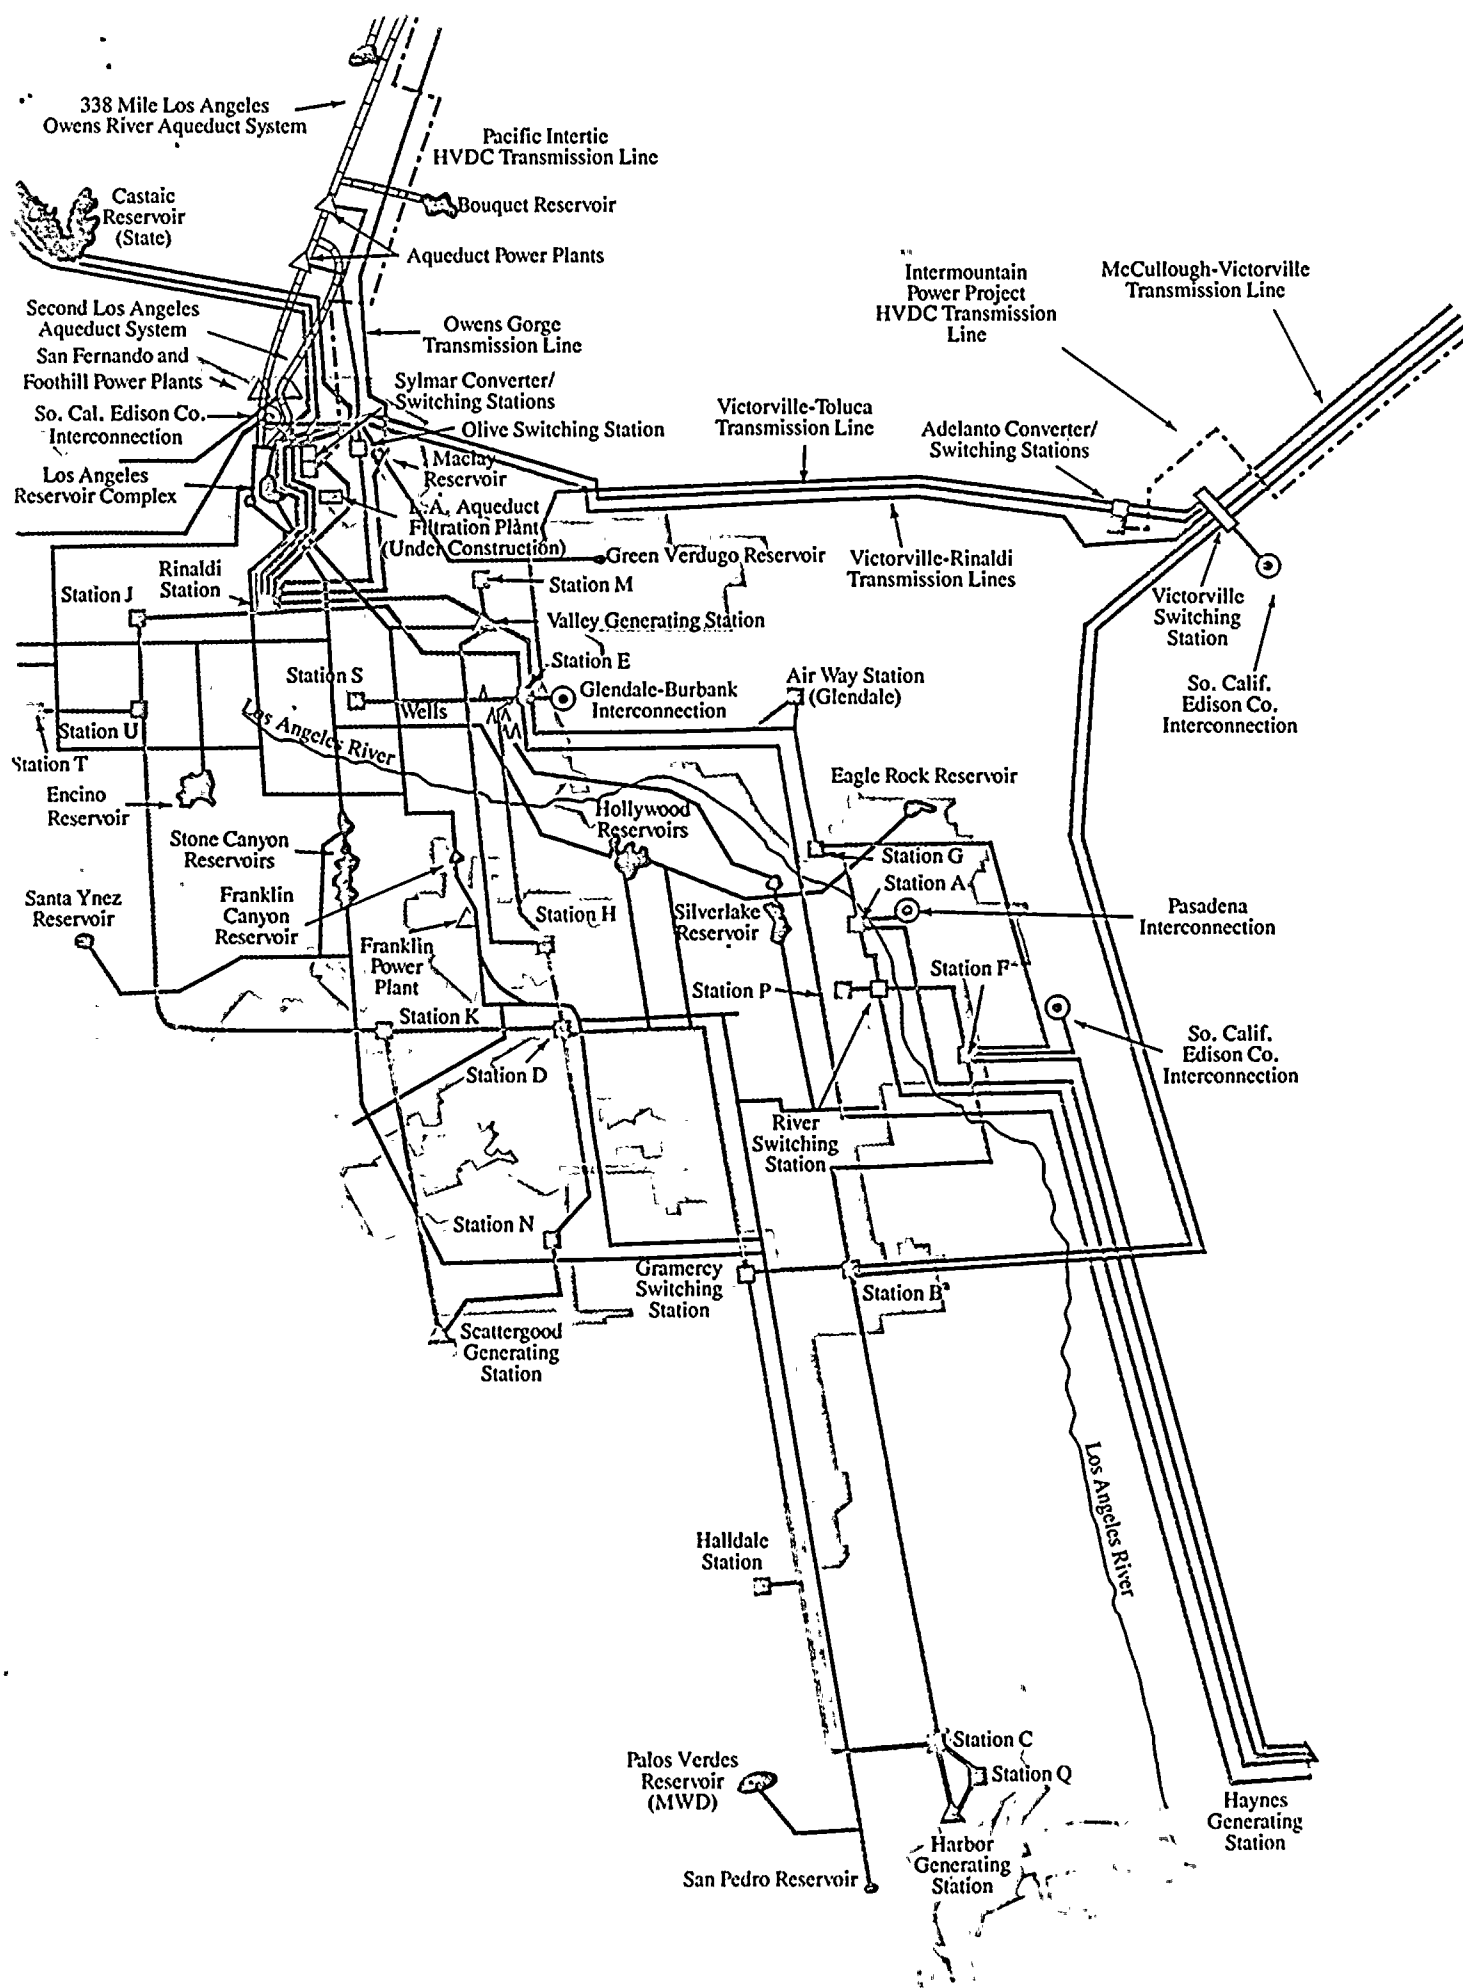 338 Mile Los Angeles
Owens River Aqueduct System
Pacific Intertie
HVDC Transmission Line
Castaic
Reservoir
(State)
Bouquet Reservoir
Aqueduct Power Plants
Intermountain
Power Project
HVDC Transmission
Line
McCullough-Victorville
Transmission Line
Second Los Angeles
Aqueduct System
Owens Gorge
Transmission Line
San Fernando and
Foothill Power Plants
Sylmar Converter/
Switching Stations
So. Cal. Edison Co.
Interconnection
Olive Switching Station
Victorville-Toluca
Transmission Line
Adelanto Converter/
Switching Stations
Maclay
Reservoir
Los Angeles
Reservoir Complex
L.A. Aqueduct
Filtration Plant
(Under Construction)
Green Verdugo Reservoir
Victorville-Rinaldi
Transmission Lines
Rinaldi
Station
Station J
Station M
Victorville
Switching
Station
Valley Generating Station
Station E
Station S
Glendale-Burbank
Interconnection
Air Way Station
(Glendale)
So. Calif.
Edison Co.
Interconnection
Wells
Los Angeles River
Station U
Station T
Encino
Reservoir
Eagle Rock Reservoir
Hollywood
Reservoirs
Stone Canyon
Reservoirs
Station G
Station A
Santa Ynez
Reservoir
Franklin
Canyon
Reservoir
Station H
Silverlake
Reservoir
Pasadena
Interconnection
Franklin
Power
Plant
Station F
Station P
Station K
So. Calif.
Edison Co.
Interconnection
Station D
River
Switching
Station
Station N
Gramercy
Switching
Station
Station B
Scattergood
Generating
Station
Los Angeles River
Halldale
Station
Station C
Palos Verdes
Reservoir
(MWD)
Station Q
Haynes
Generating
Station
Harbor
Generating
Station
San Pedro Reservoir